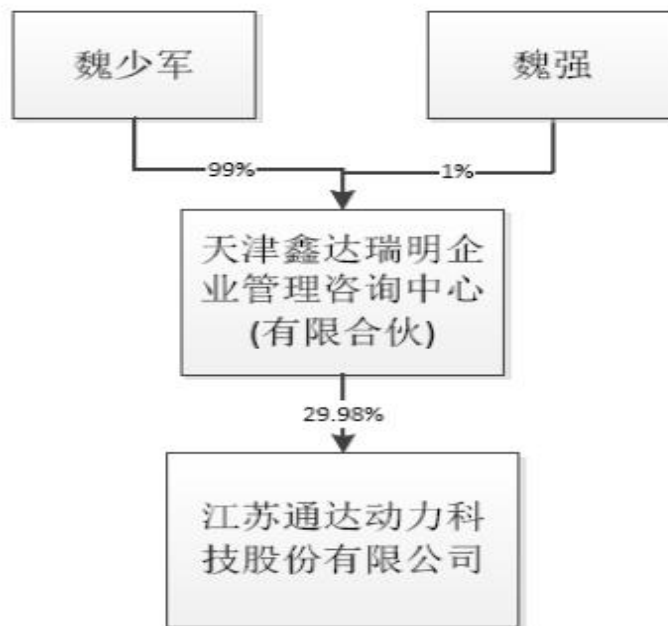 魏少军
魏强
99%
1%
天津鑫达瑞明企
业管理咨询中心
(有限合伙)
29.98%
江苏通达动力科
技股份有限公司